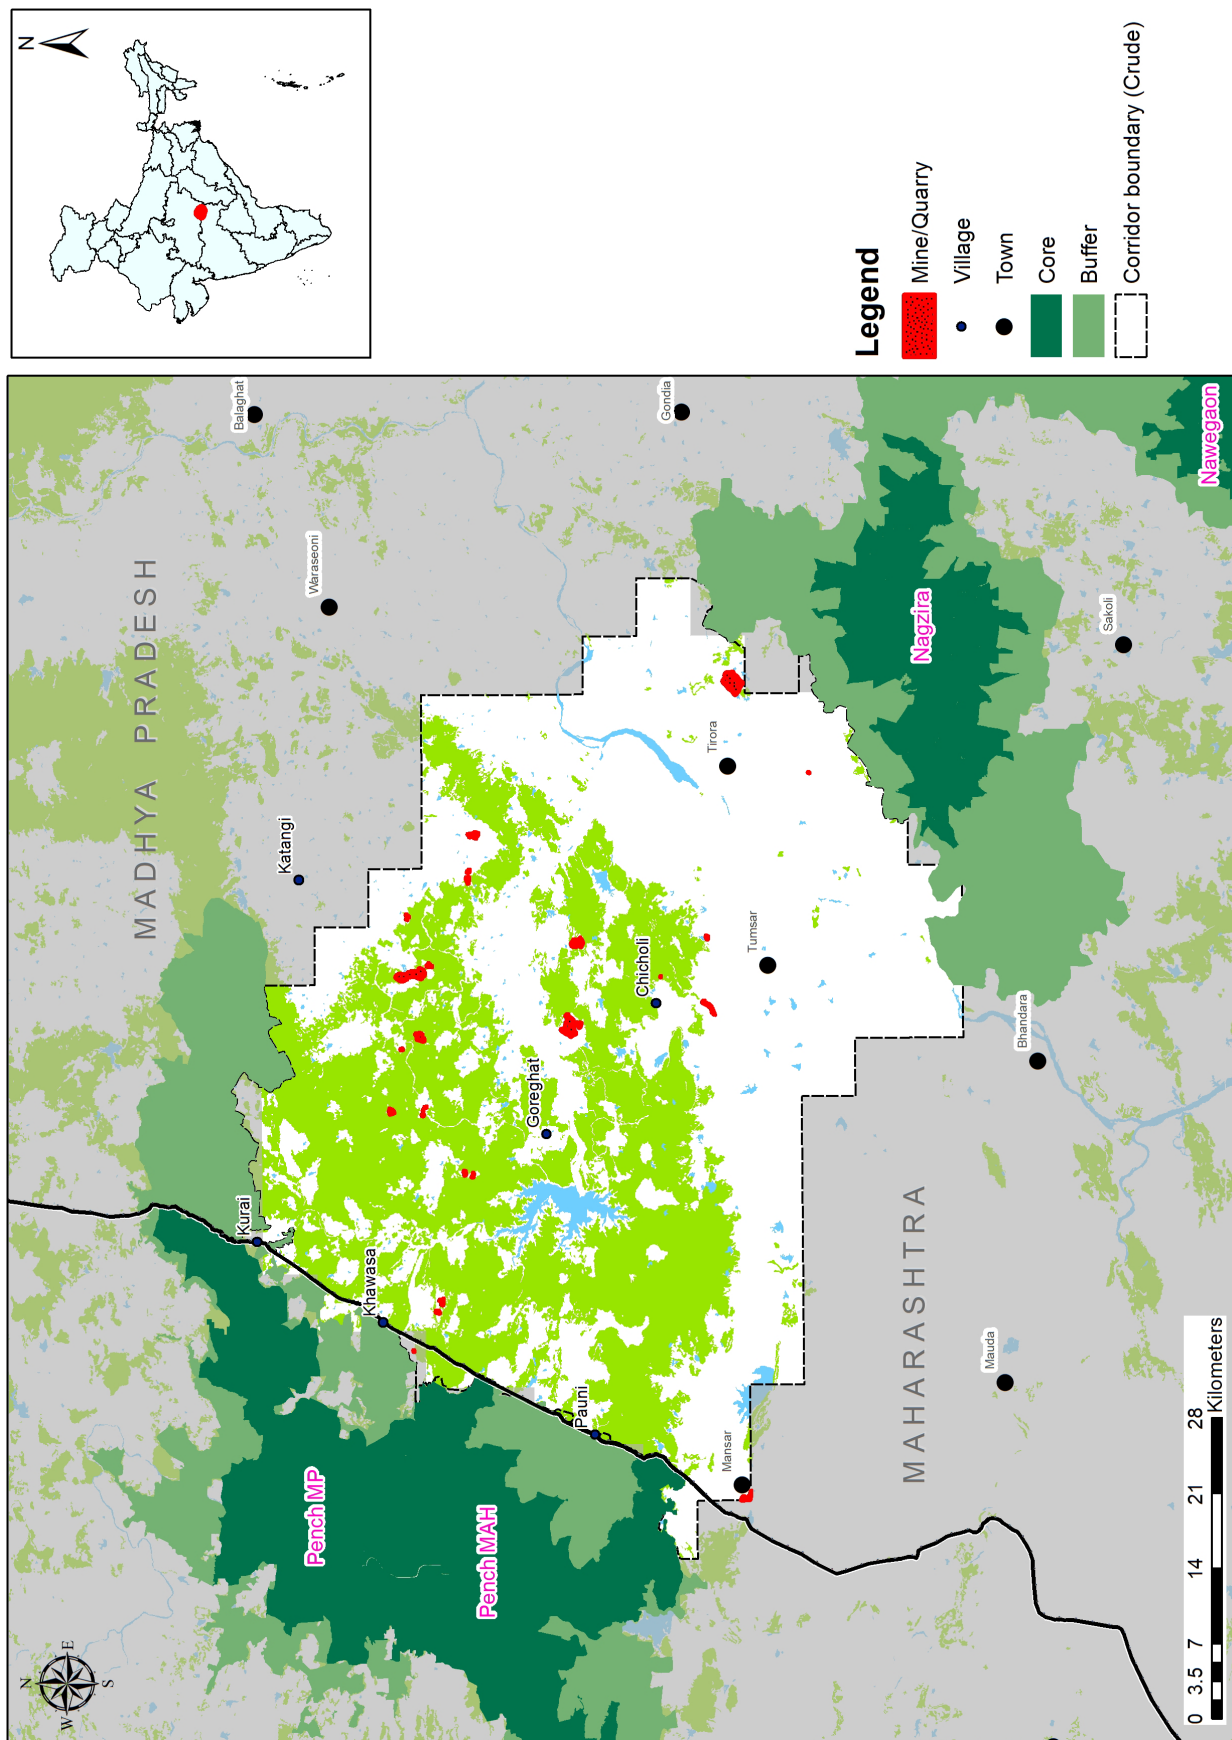 N
N
W
E
S
MADHYA PRADESH
Balaghat
Waraseoni
Katangi
Kurai
Khawasa
Pench MP
Pench MAH
Goreghat
Pauni
Chicholi
Gondia
Tirora
Tumsar
Mansar
Nagzira
Nawegaon
Sakoli
Bhandara
Mauda
MAHARASHTRA
0 3.5 7 14 21 28
Kilometers
Legend
Mine/Quarry
Village
Town
Core
Buffer
Corridor boundary (Crude)